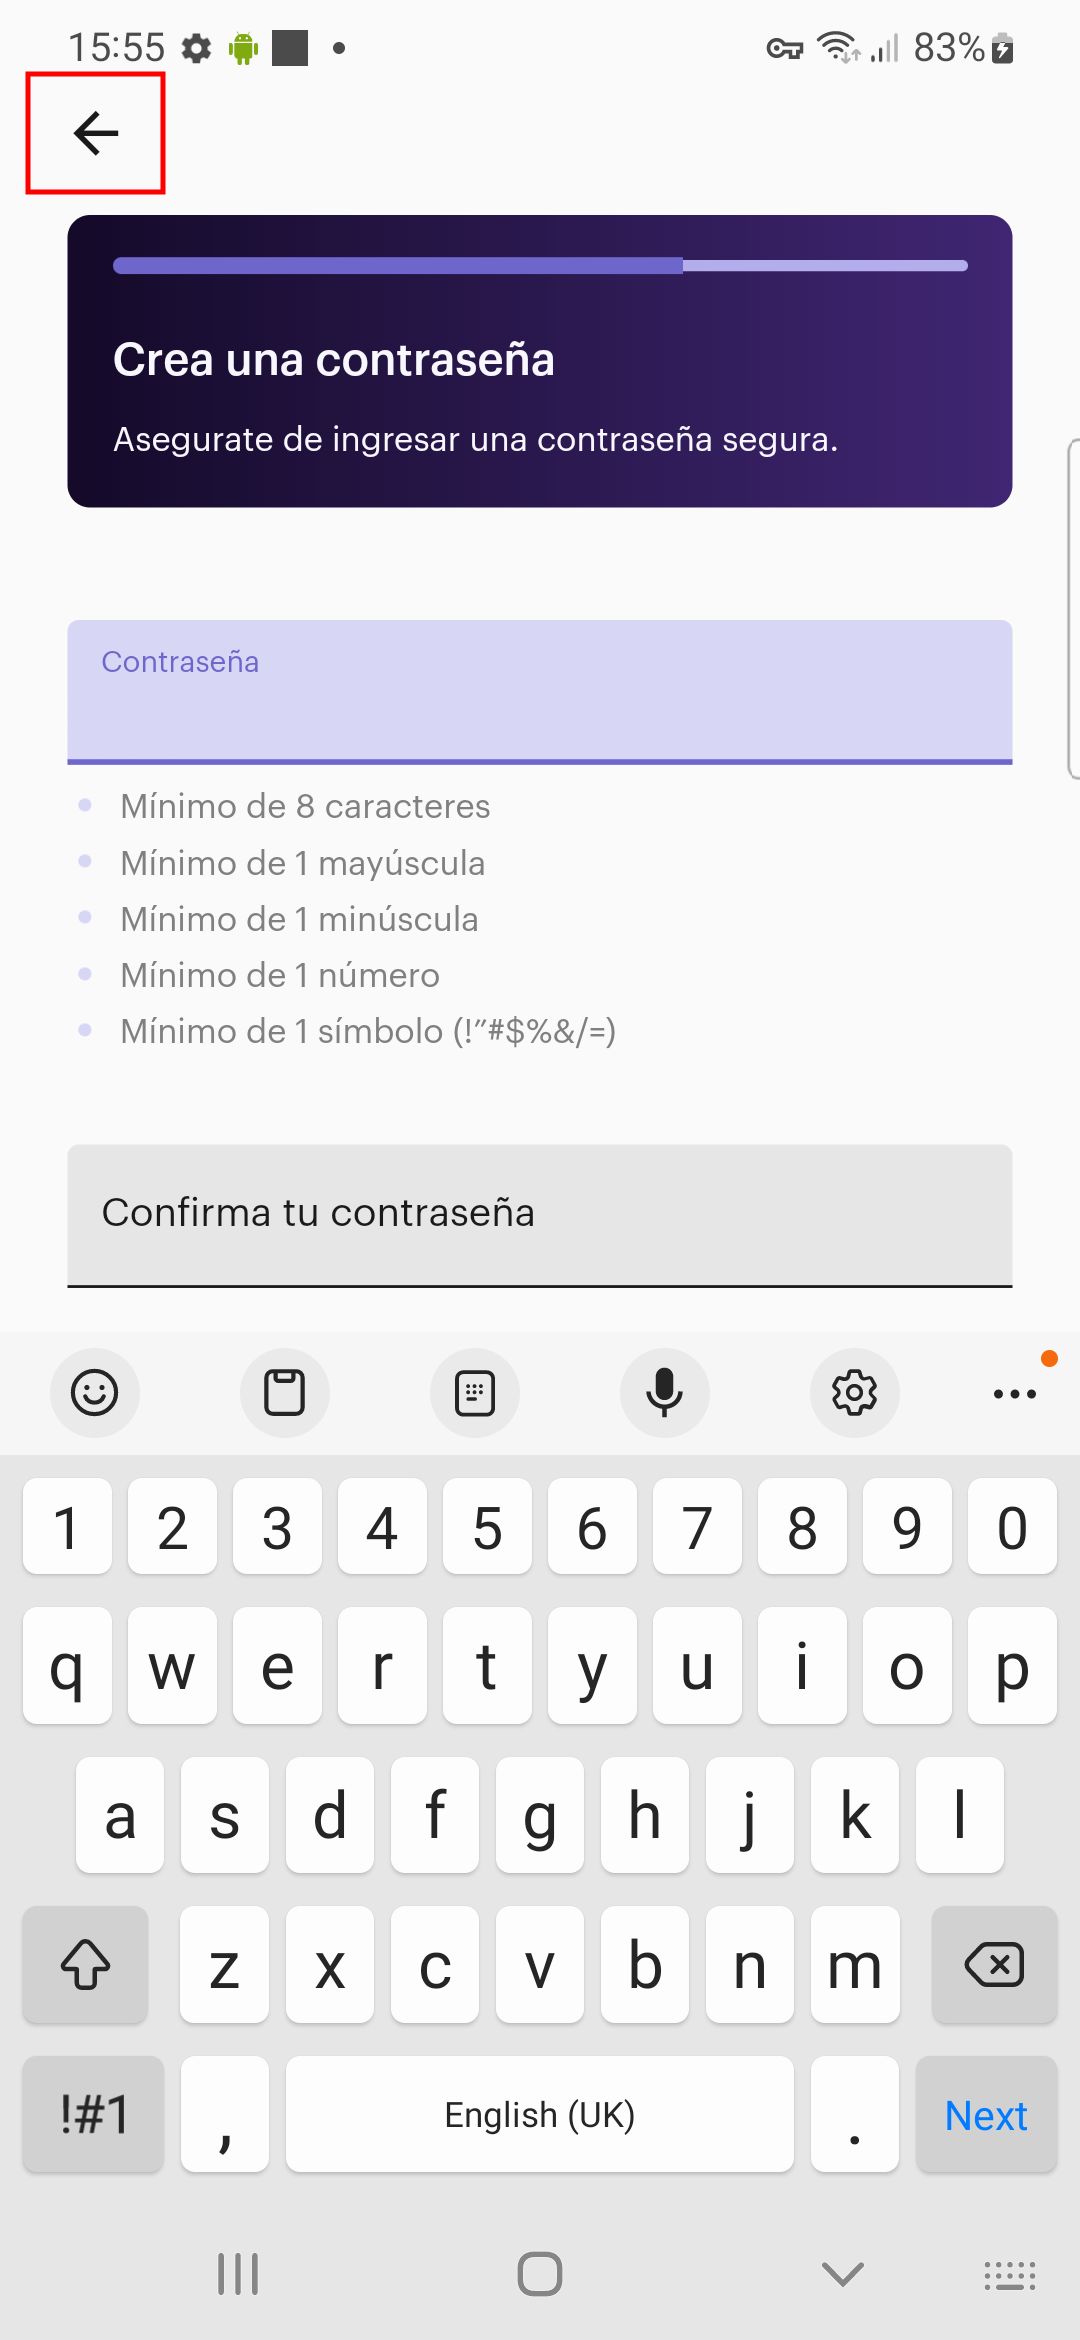 15:55
83%
Crea una contraseña
Asegurate de ingresar una contraseña segura.
Contraseña
Mínimo de 8 caracteres
Mínimo de 1 mayúscula
Mínimo de 1 minúscula
Mínimo de 1 número
Mínimo de 1 símbolo (!"#$%&/=)
Confirma tu contraseña
1 2 3 4 5 6 7 8 9 0
q w e r t y u i o p
a s d f g h j k l
z x c v b n m
!#1 , English (UK) . Next